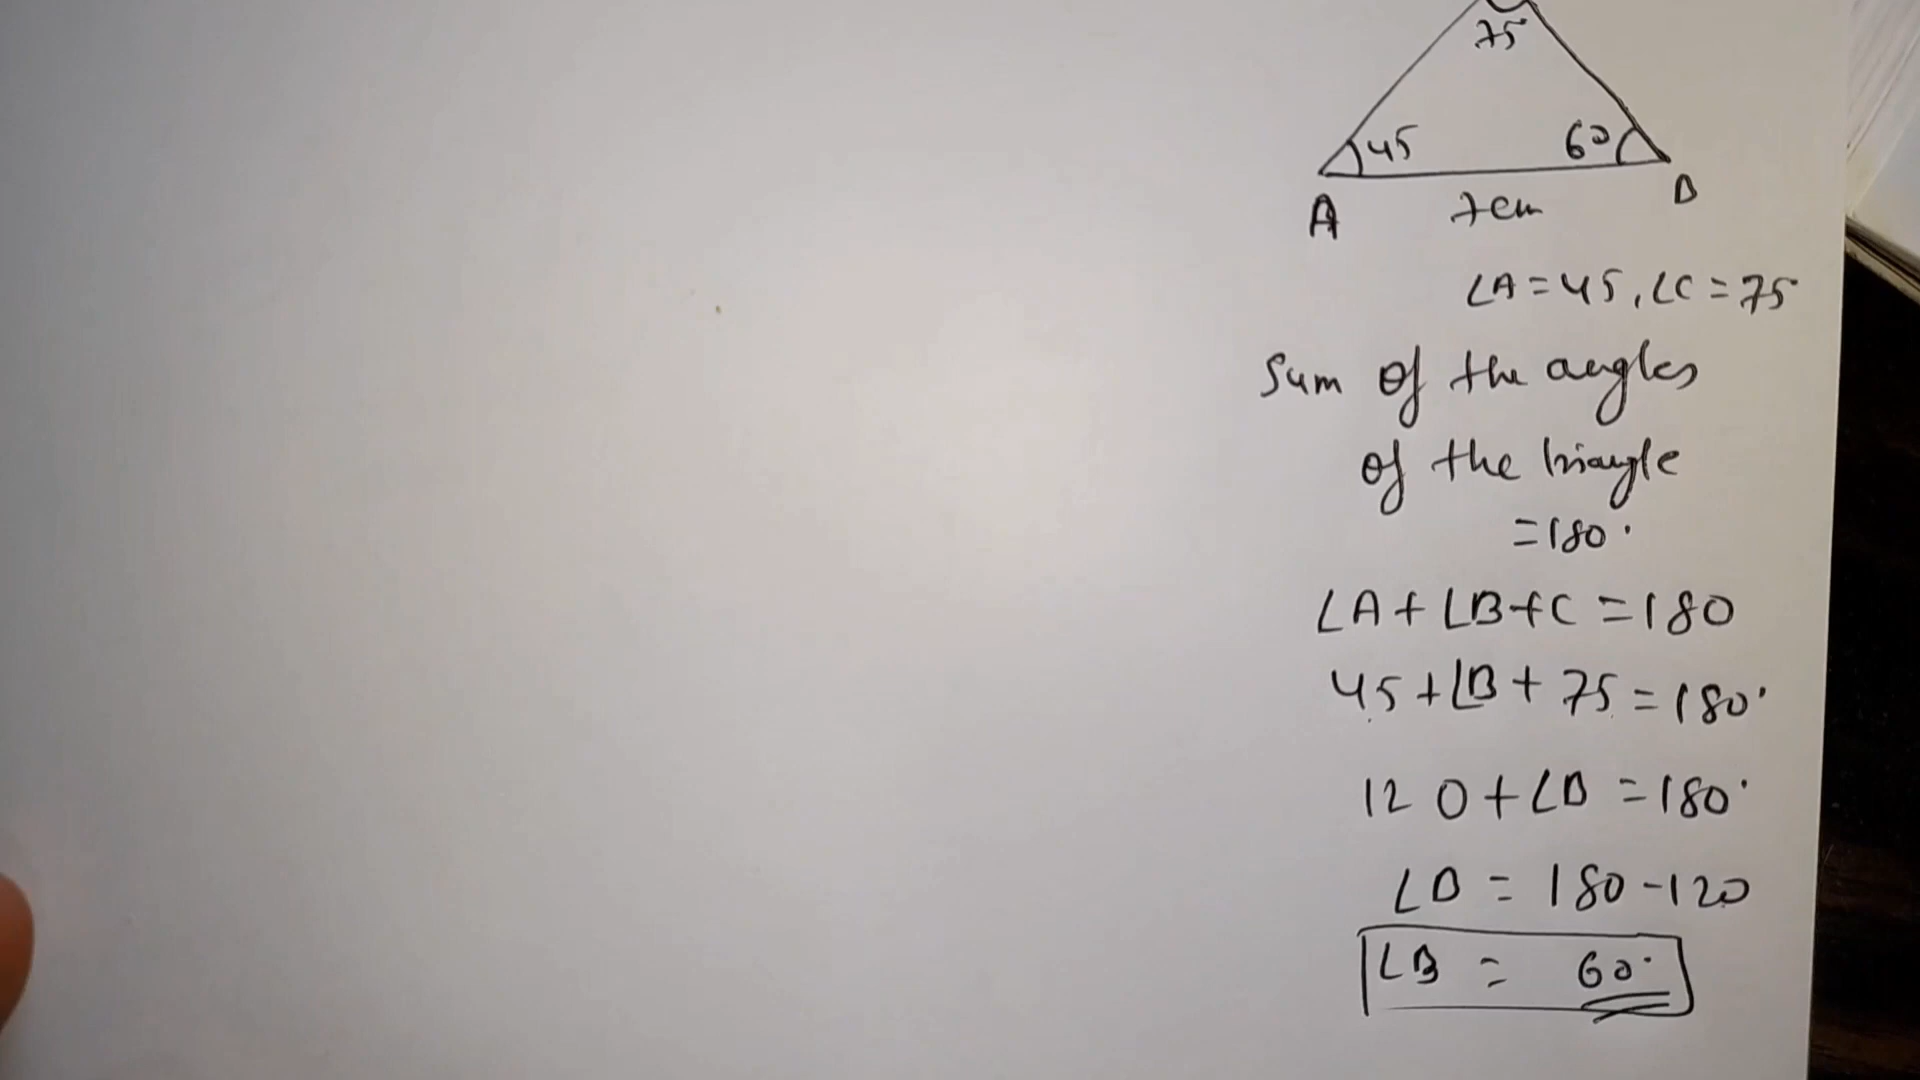 75
45 60
A 7cm B
∠A=45, ∠C=75
Sum of the angles
of the triangle
=180°
∠A+∠B+C=180
45+∠B+75=180°
120+∠B=180°
∠B=180-120
∠B=60°